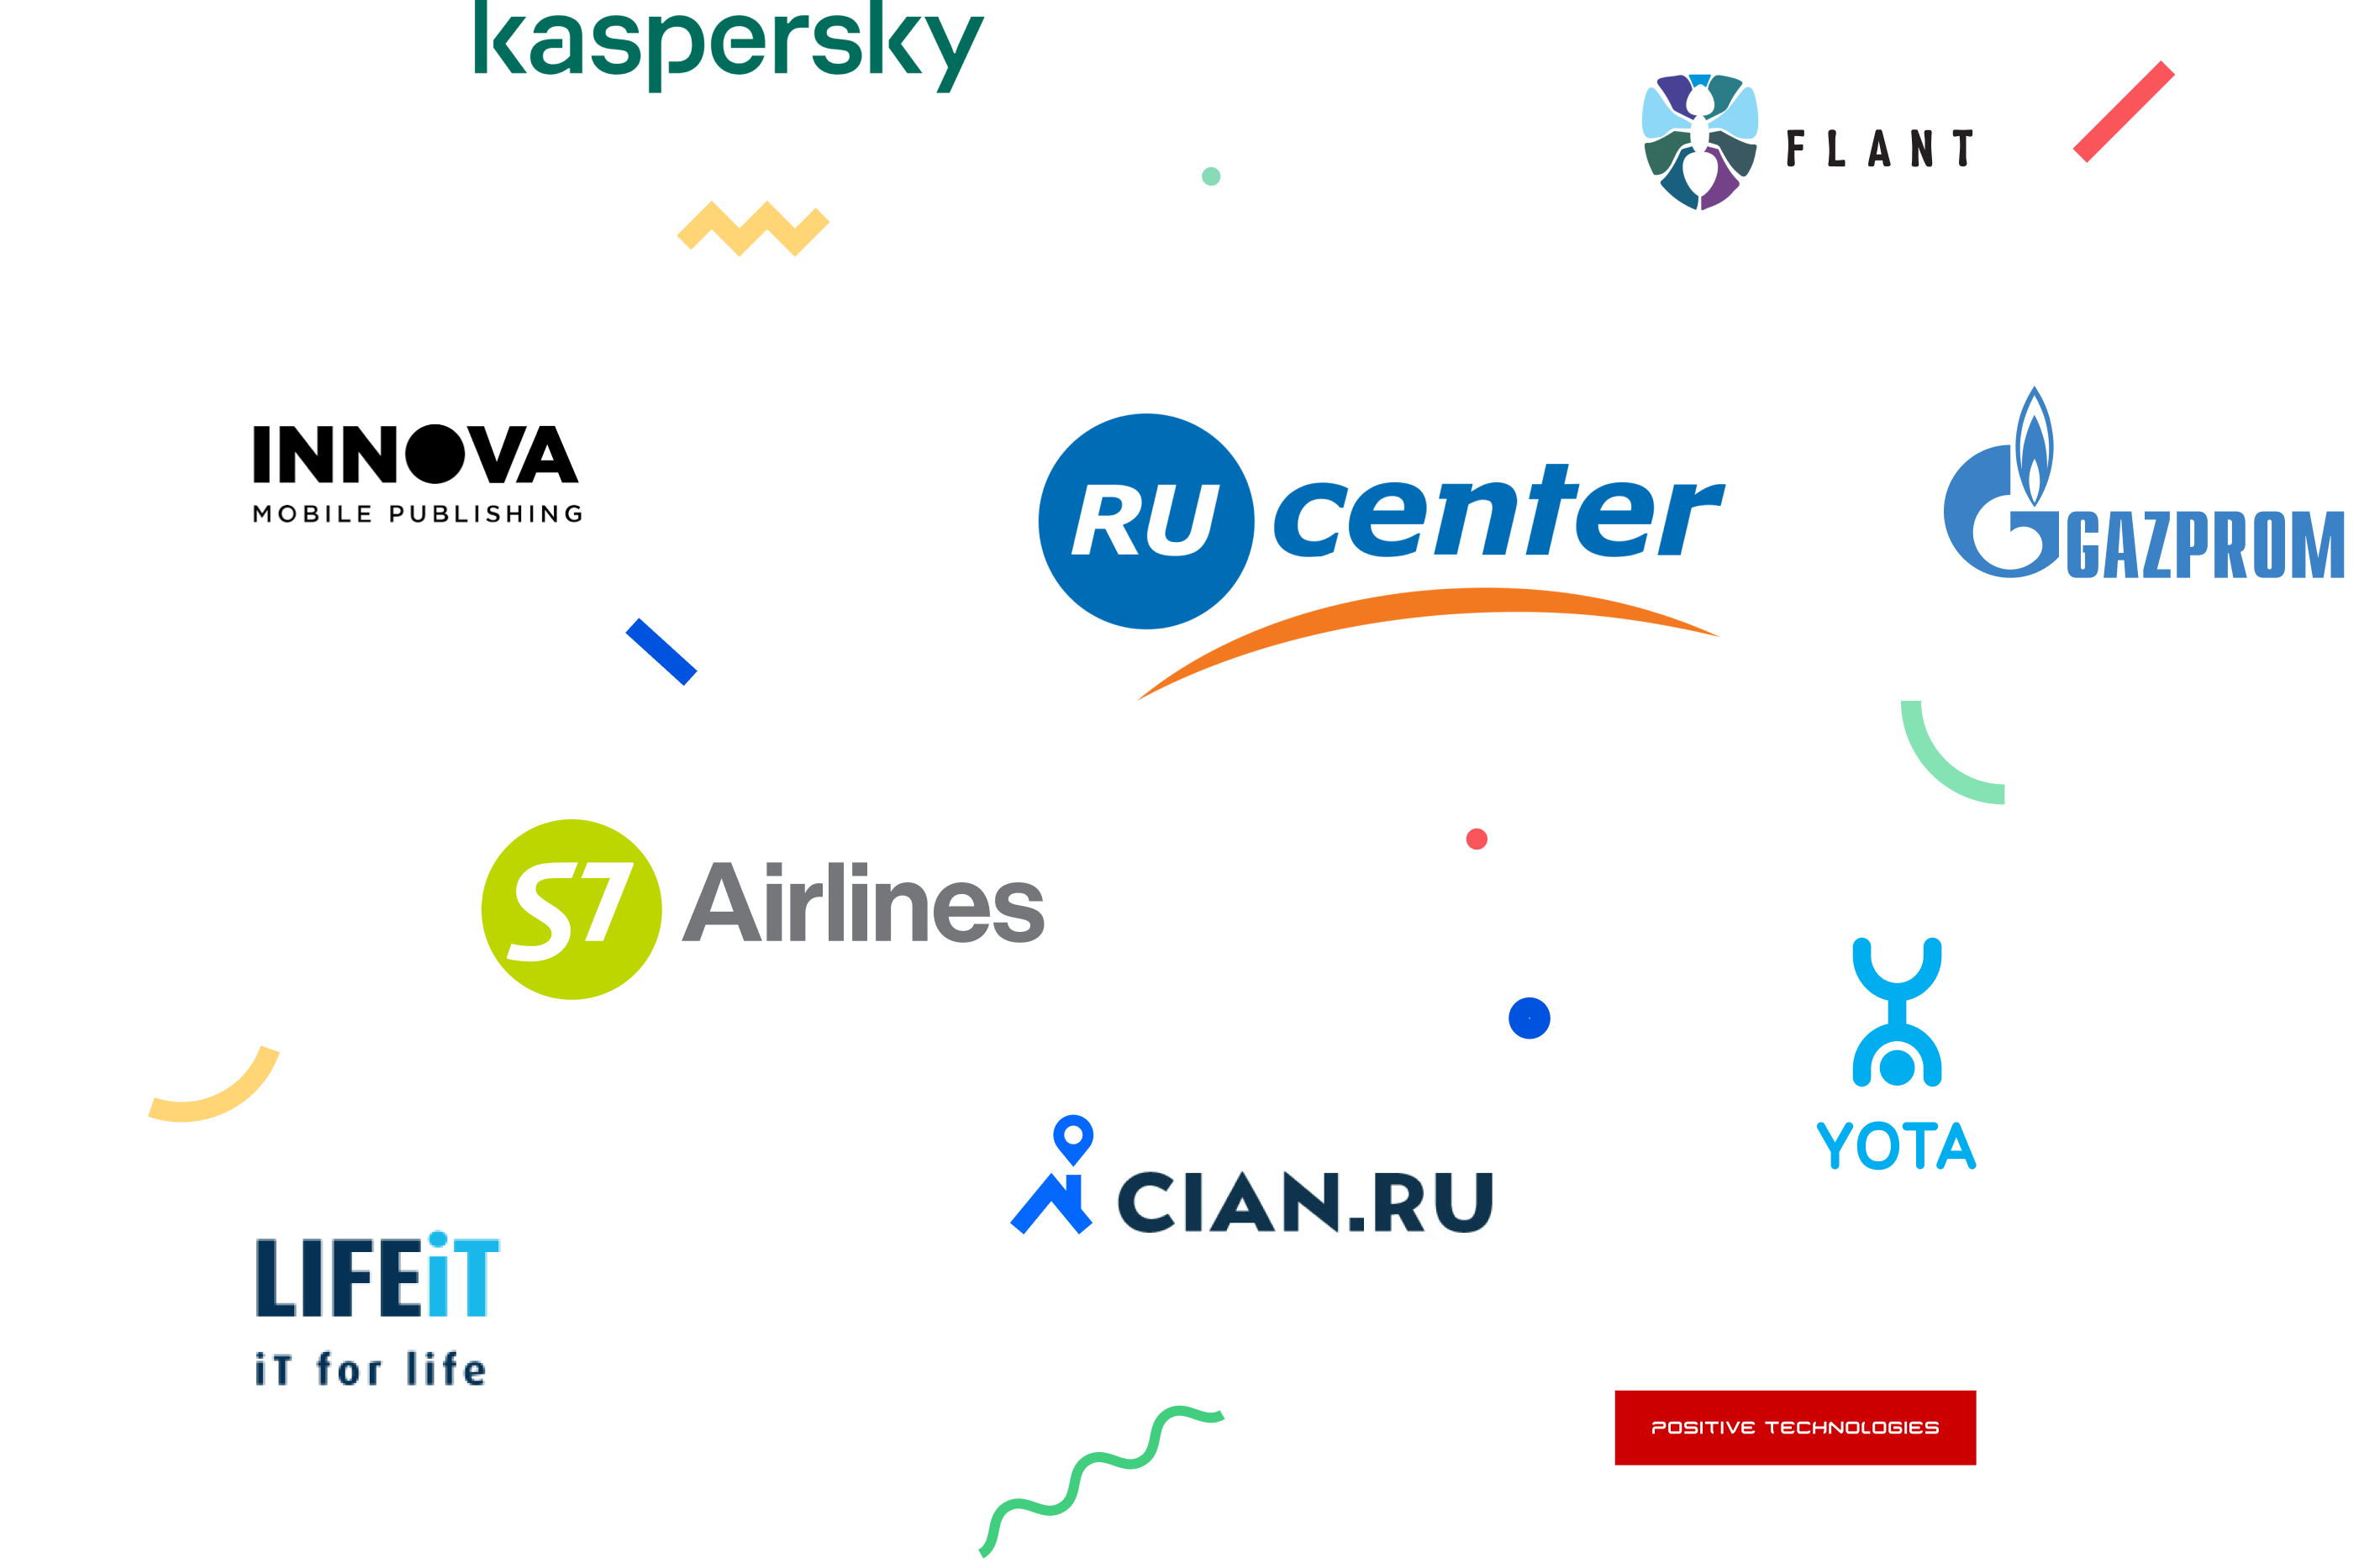 kaspersky
FLANT
INNOVA
MOBILE PUBLISHING
RU center
GAZPROM
S7 Airlines
YOTA
CIAN.RU
LIFEiT
iT for life
POSITIVE TECHNOLOGIES